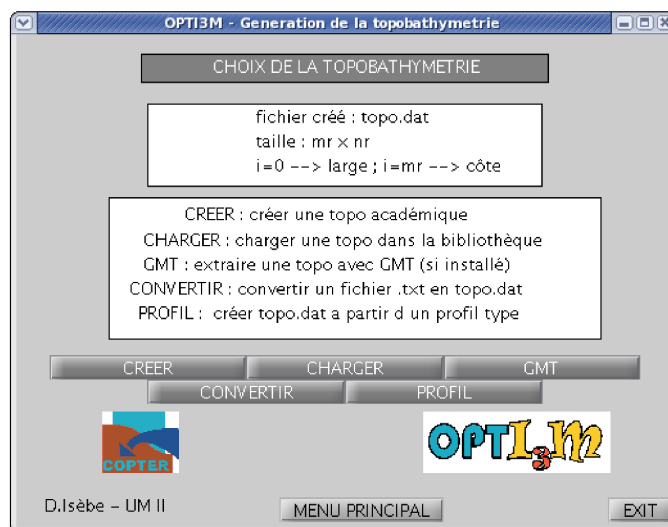 OPTI3M - Generation de la topobathymetrie
CHOIX DE LA TOPOBATHYMETRIE
fichier créé : topo.dat
taille : mr x nr
i=0 --> large ; i=mr --> côte
CREER : créer une topo académique
CHARGER : charger une topo dans la bibliothèque
GMT : extraire une topo avec GMT (si installé)
CONVERTIR : convertir un fichier .txt en topo.dat
PROFIL : créer topo.dat a partir d un profil type
CREER CHARGER GMT
CONVERTIR PROFIL
COPTER
OPTI3M
D.Isèbe – UM II MENU PRINCIPAL EXIT